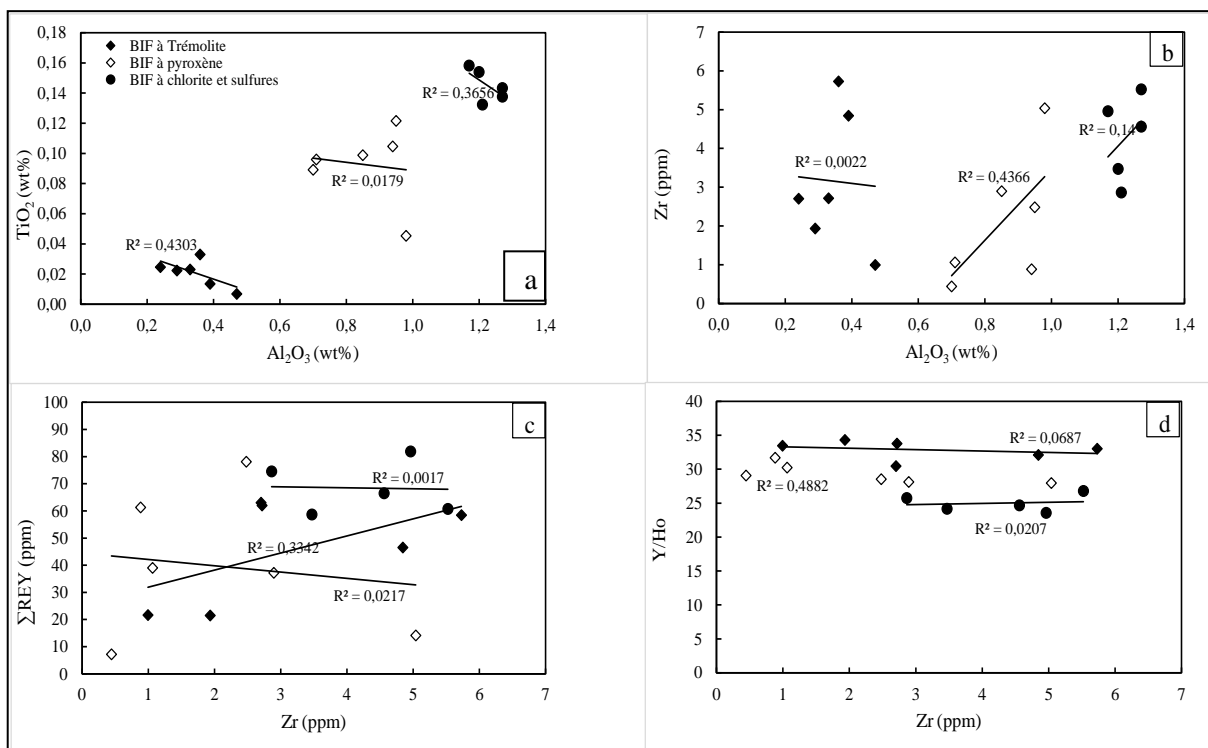 BIF à Trémolite
BIF à pyroxène
BIF à chlorite et sulfures
0,16
0,14
0,12
0,10
0,08
0,06
0,04
0,02
0,00
TiO2 (wt%)
R² = 0,3656
R² = 0,0179
R² = 0,4303
a
0,0 0,2 0,4 0,6 0,8 1,0 1,2 1,4
Al2O3 (wt%)
7
6
5
4
3
2
1
0
Zr (ppm)
b
R² = 0,14
R² = 0,0022
R² = 0,4366
0,0 0,2 0,4 0,6 0,8 1,0 1,2 1,4
Al2O3 (wt%)
100
90
80
70
60
50
40
30
20
10
0
∑REY (ppm)
c
R² = 0,0017
R² = 0,3342
R² = 0,0217
0 1 2 3 4 5 6 7
Zr (ppm)
40
35
30
25
20
15
10
5
0
Y/Ho
d
R² = 0,0687
R² = 0,4882
R² = 0,0207
0 1 2 3 4 5 6 7
Zr (ppm)